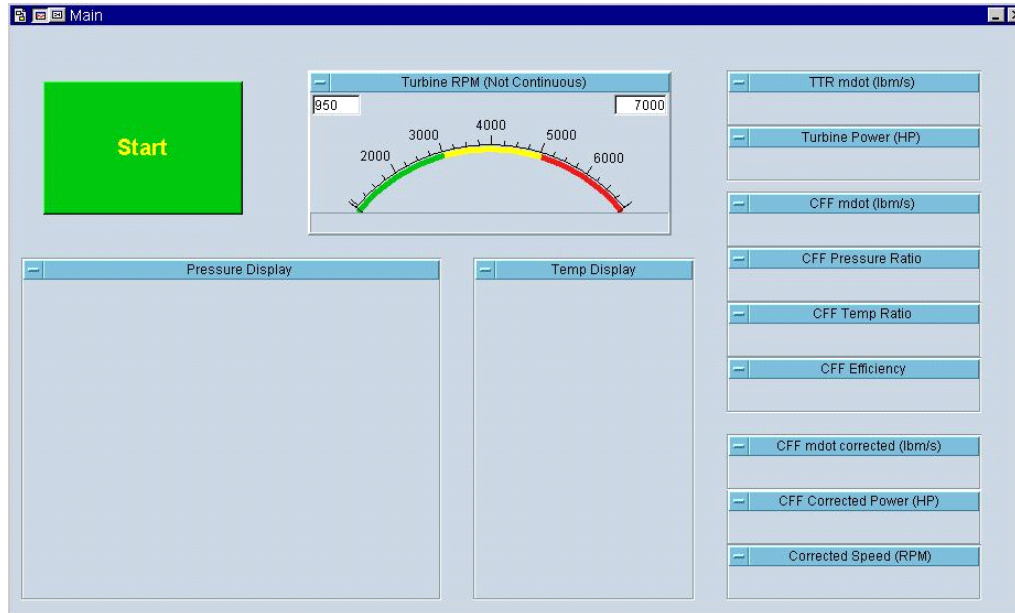 Main
Start
Turbine RPM (Not Continuous)
950
7000
2000
3000
4000
5000
6000
Pressure Display
Temp Display
TTR mdot (lbm/s)
Turbine Power (HP)
CFF mdot (lbm/s)
CFF Pressure Ratio
CFF Temp Ratio
CFF Efficiency
CFF mdot corrected (lbm/s)
CFF Corrected Power (HP)
Corrected Speed (RPM)